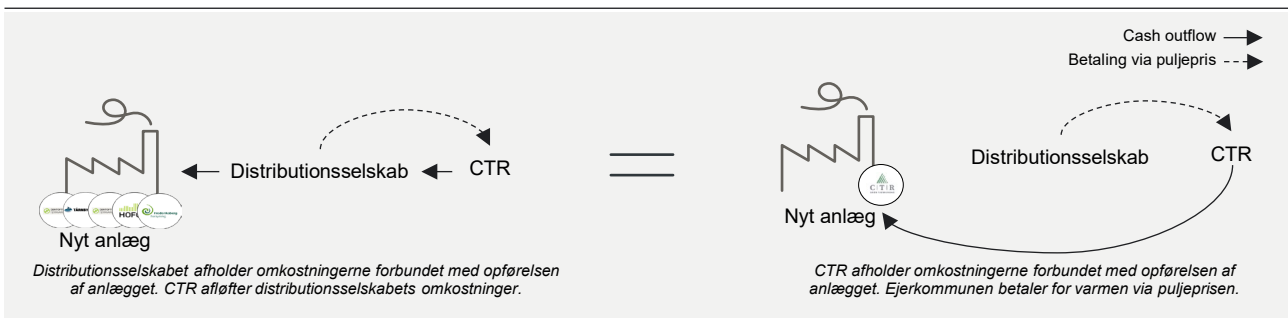 Cash outflow
Betaling via puljepris
Distributionsselskab
CTR
HOFO
Nyt anlæg
Distributionsselskabet afholder omkostningerne forbundet med opførelsen
af anlægget. CTR afløfter distributionsselskabets omkostninger.
Distributionsselskab
CTR
CTR
Nyt anlæg
CTR afholder omkostningerne forbundet med opførelsen af
anlægget. Ejerkommunen betaler for varmen via puljeprisen.